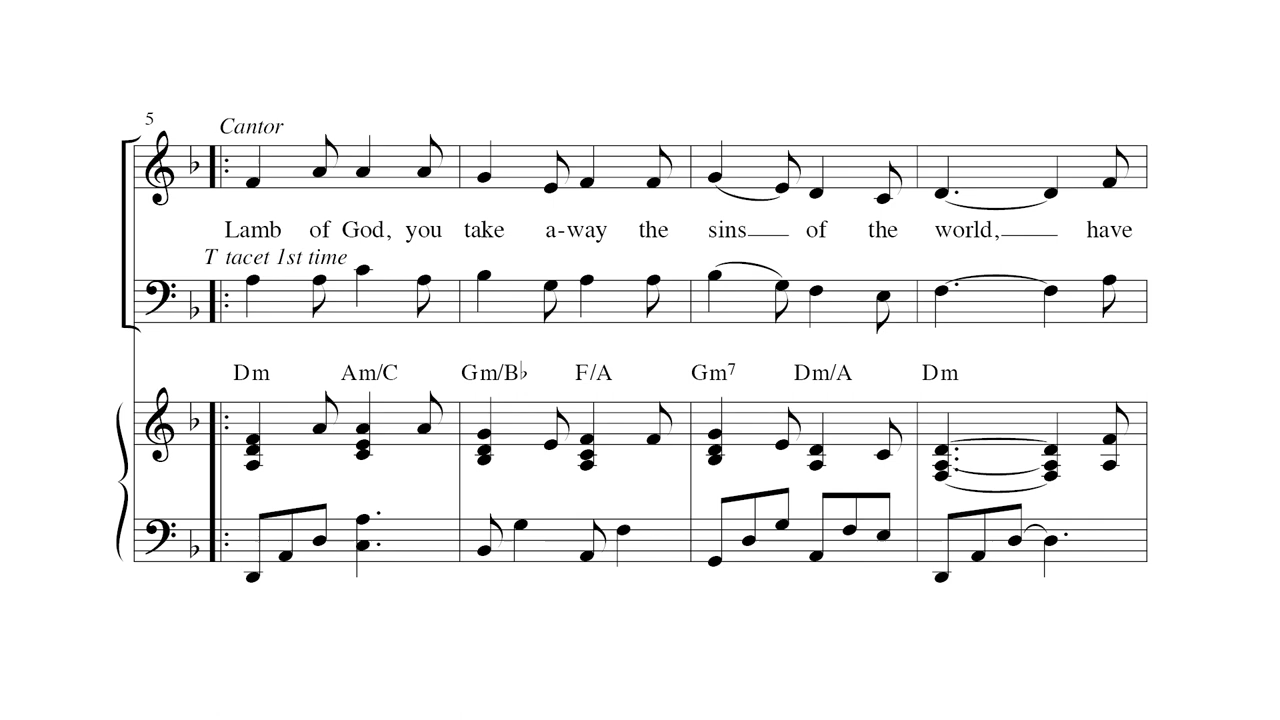 5
Cantor
Lamb of God, you take a-way the sins of the world, have
T tacet 1st time
Dm Am/C Gm/B♭ F/A Gm7 Dm/A Dm